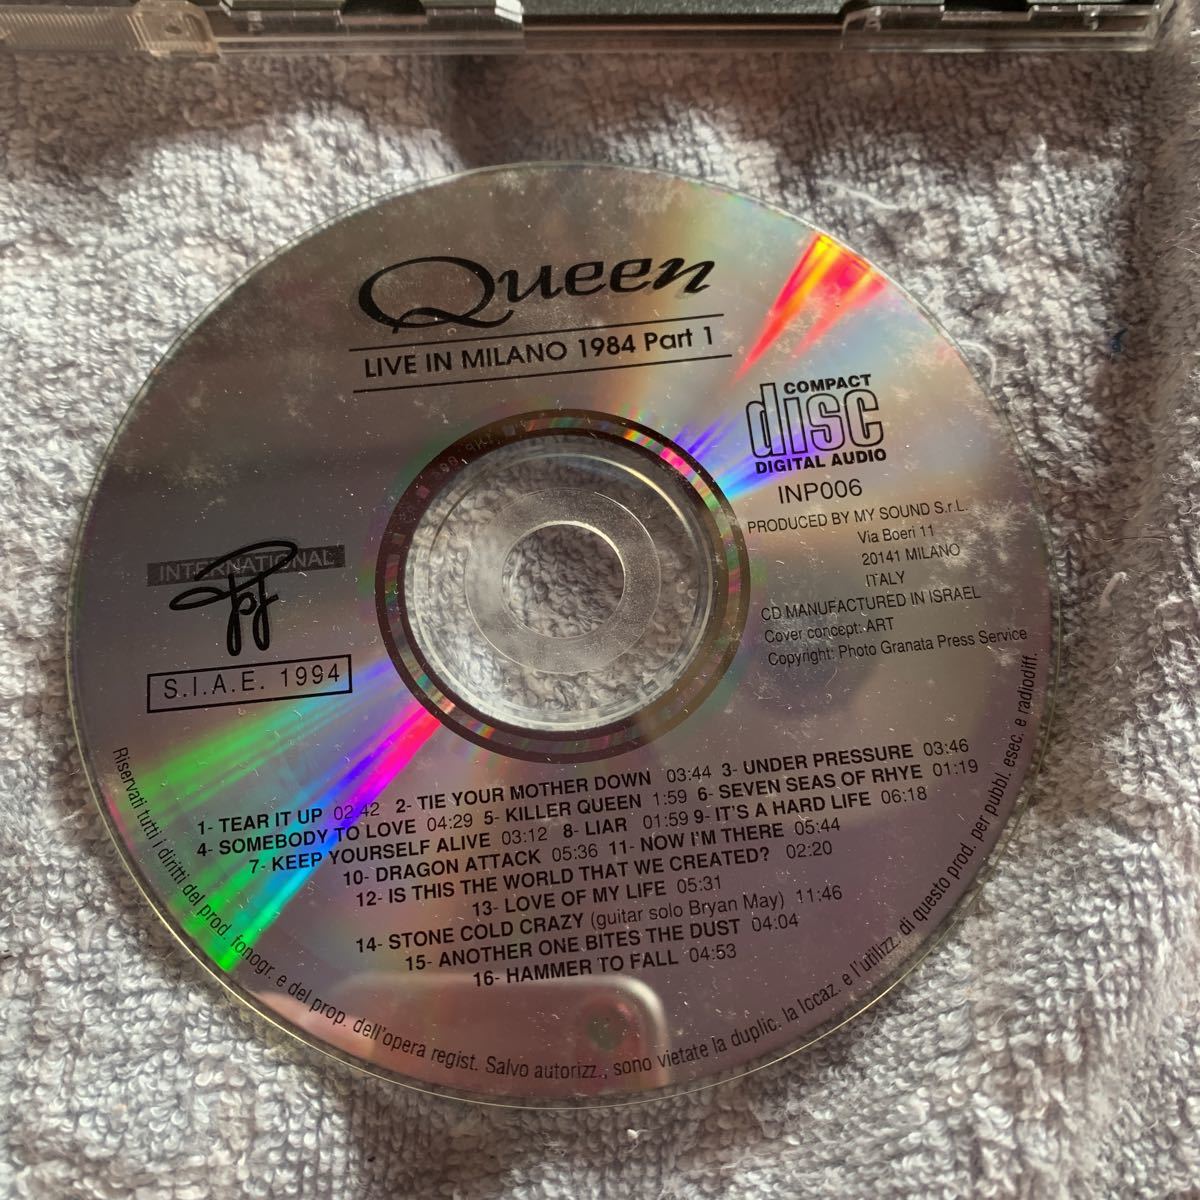 Queen
LIVE IN MILANO 1984 Part 1
COMPACT
disc
DIGITAL AUDIO
INP006
PRODUCED BY MY SOUND S.r.L.
Via Boeri 11
20141 MILANO
ITALY
CD MANUFACTURED IN ISRAEL
Cover concept: ART
Copyright: Photo Granata Press Service
INTERNATIONAL
S.I.A.E. 1994
1- TEAR IT UP 02:42 2- TIE YOUR MOTHER DOWN 03:44 3- UNDER PRESSURE 03:46
4- SOMEBODY TO LOVE 04:29 5- KILLER QUEEN 1:59 6- SEVEN SEAS OF RHYE 01:19
7- KEEP YOURSELF ALIVE 03:12 8- LIAR 01:59 9- IT'S A HARD LIFE 06:18
10- DRAGON ATTACK 05:36 11- NOW I'M THERE 05:44
12- IS THIS THE WORLD THAT WE CREATED? 02:20
13- LOVE OF MY LIFE 05:31
14- STONE COLD CRAZY (guitar solo Bryan May) 11:46
15- ANOTHER ONE BITES THE DUST 04:04
16- HAMMER TO FALL 04:53
Riservati tutti i diritti del prod. fonogr. e del prop. dell'opera regist. Salvo autorizz., sono vietate la duplic. la locaz. e l'utilizz. di questo prod. per pubbl. esec. e radiodiff.